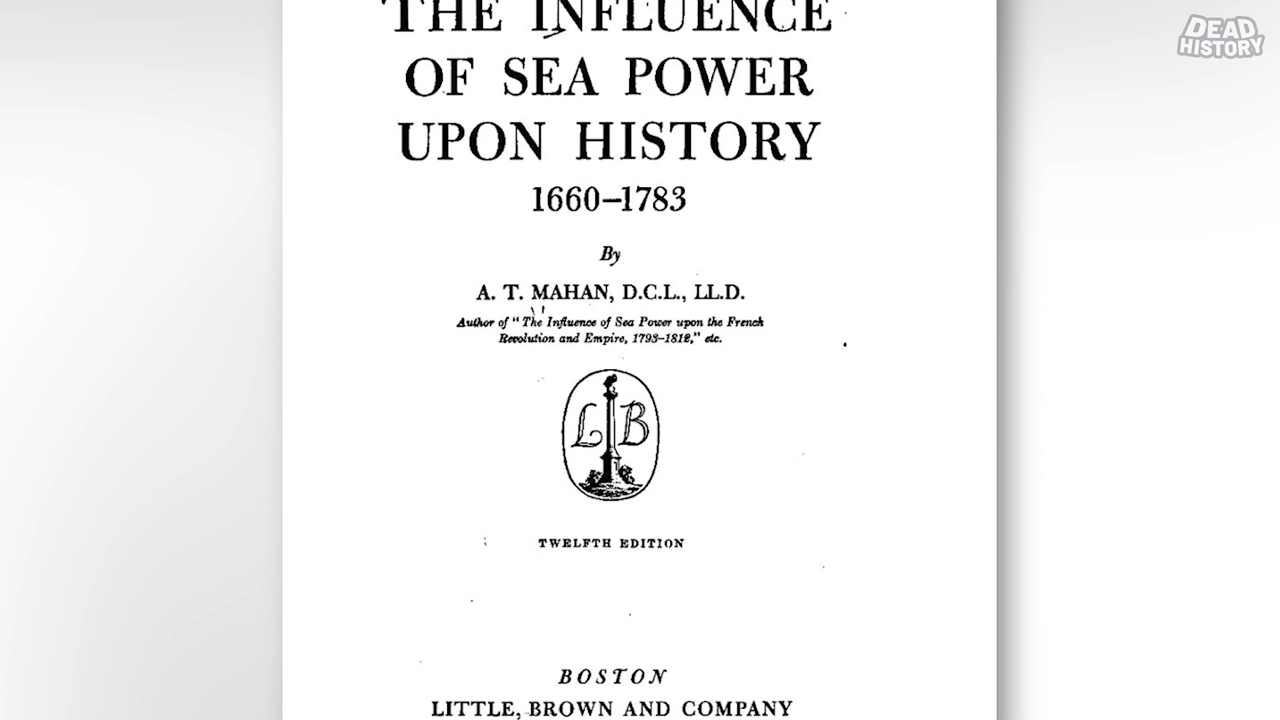 DEAD
HISTORY
THE INFLUENCE
OF SEA POWER
UPON HISTORY
1660–1783
By
A. T. MAHAN, D.C.L., LL.D.
Author of "The Influence of Sea Power upon the French
Revolution and Empire, 1793–1812," etc.
L B
TWELFTH EDITION
BOSTON
LITTLE, BROWN AND COMPANY